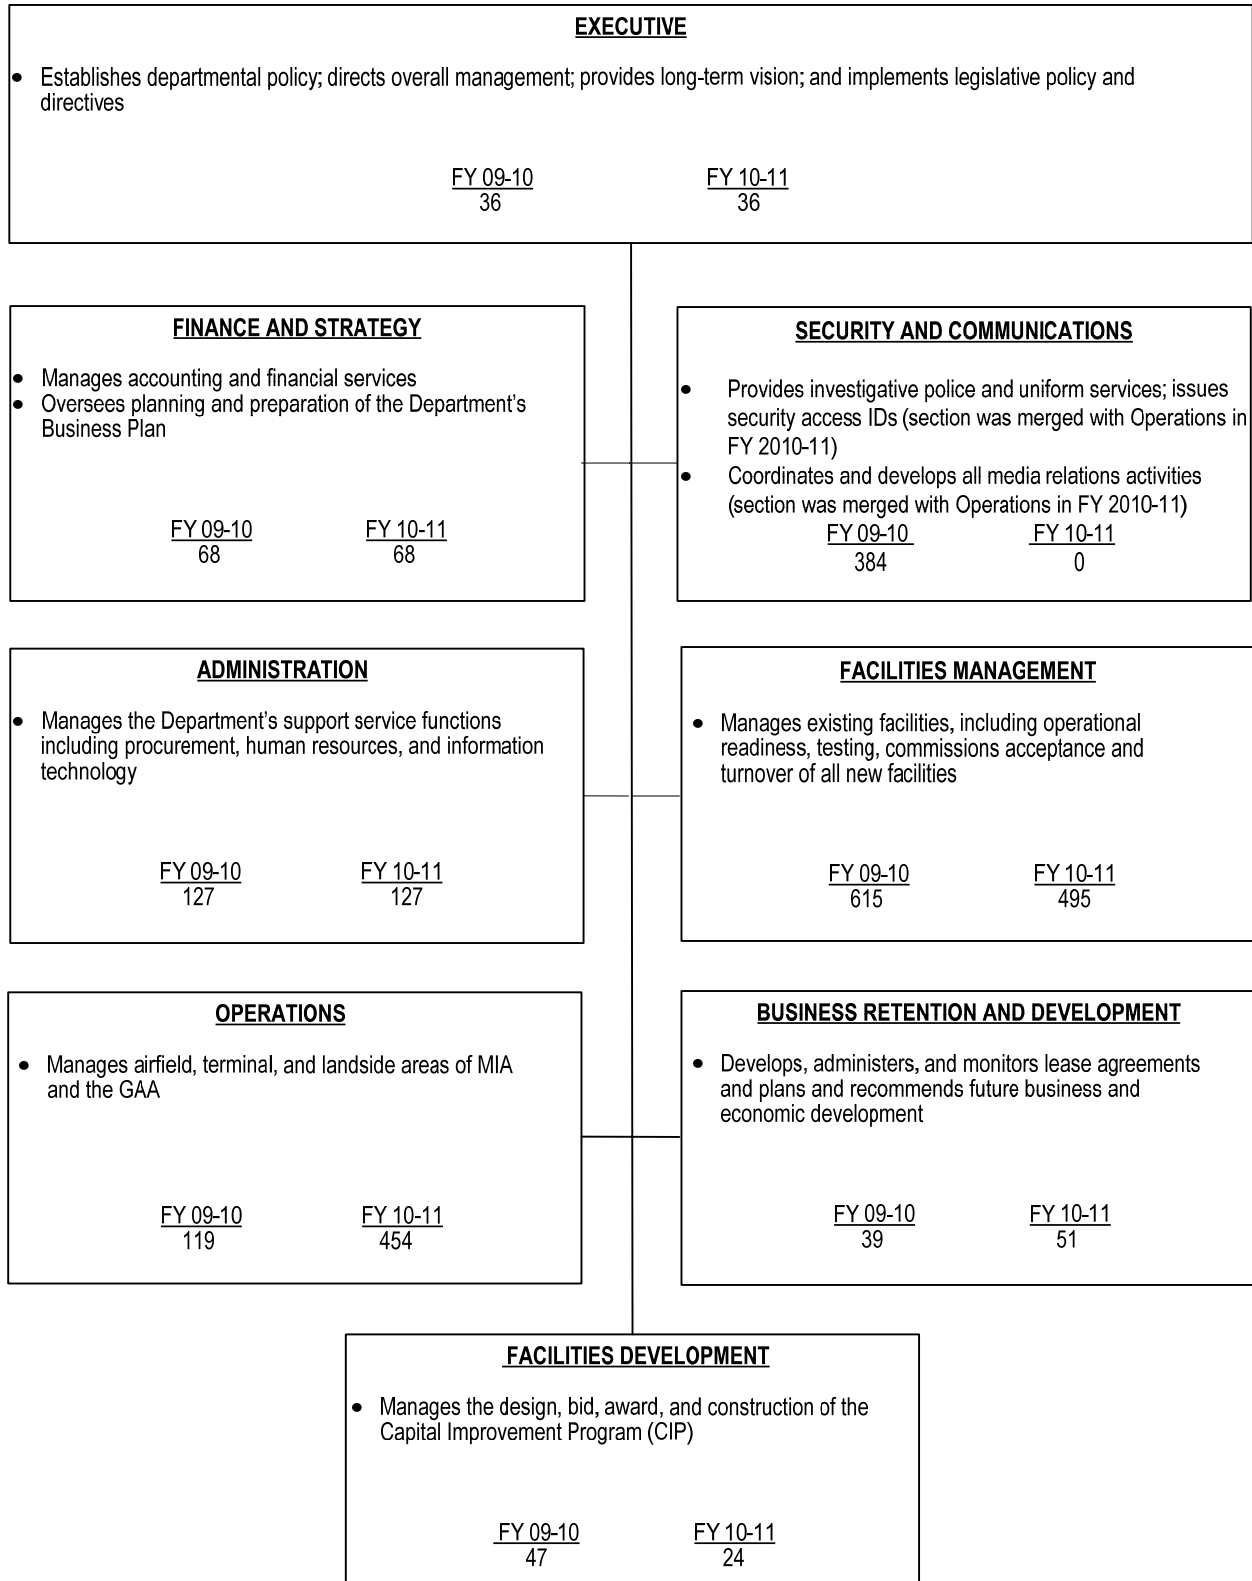 EXECUTIVE
• Establishes departmental policy; directs overall management; provides long-term vision; and implements legislative policy and
directives
FY 09-10 FY 10-11
36 36
FINANCE AND STRATEGY
• Manages accounting and financial services
• Oversees planning and preparation of the Department’s
Business Plan
FY 09-10 FY 10-11
68 68
SECURITY AND COMMUNICATIONS
• Provides investigative police and uniform services; issues
security access IDs (section was merged with Operations in
FY 2010-11)
• Coordinates and develops all media relations activities
(section was merged with Operations in FY 2010-11)
FY 09-10 FY 10-11
384 0
ADMINISTRATION
• Manages the Department’s support service functions
including procurement, human resources, and information
technology
FY 09-10 FY 10-11
127 127
FACILITIES MANAGEMENT
• Manages existing facilities, including operational
readiness, testing, commissions acceptance and
turnover of all new facilities
FY 09-10 FY 10-11
615 495
OPERATIONS
• Manages airfield, terminal, and landside areas of MIA
and the GAA
FY 09-10 FY 10-11
119 454
BUSINESS RETENTION AND DEVELOPMENT
• Develops, administers, and monitors lease agreements
and plans and recommends future business and
economic development
FY 09-10 FY 10-11
39 51
FACILITIES DEVELOPMENT
• Manages the design, bid, award, and construction of the
Capital Improvement Program (CIP)
FY 09-10 FY 10-11
47 24